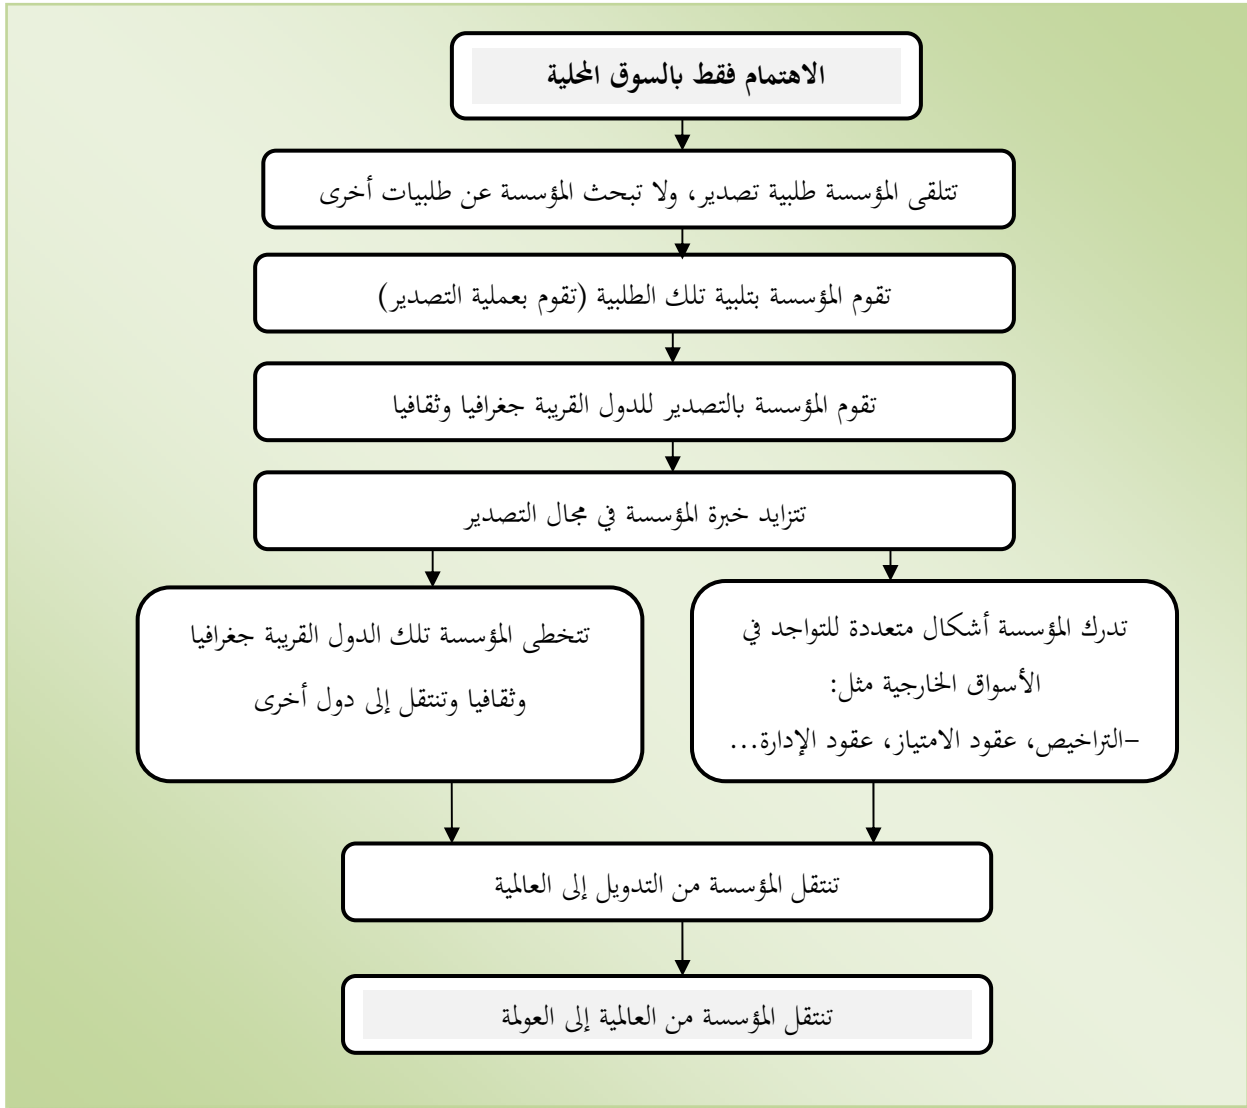 الاهتمام فقط بالسوق المحلية
تتلقى المؤسسة طلبية تصدير، ولا تبحث المؤسسة عن طلبيات أخرى
تقوم المؤسسة بتلبية تلك الطلبية (تقوم بعملية التصدير)
تقوم المؤسسة بالتصدير للدول القريبة جغرافيا وثقافيا
تتزايد خبرة المؤسسة في مجال التصدير
تدرك المؤسسة أشكال متعددة للتواجد في
الأسواق الخارجية مثل:
-التراخيص، عقود الامتياز، عقود الإدارة...
تتخطى المؤسسة تلك الدول القريبة جغرافيا
وثقافيا وتنتقل إلى دول أخرى
تنتقل المؤسسة من التدويل إلى العالمية
تنتقل المؤسسة من العالمية إلى العولمة